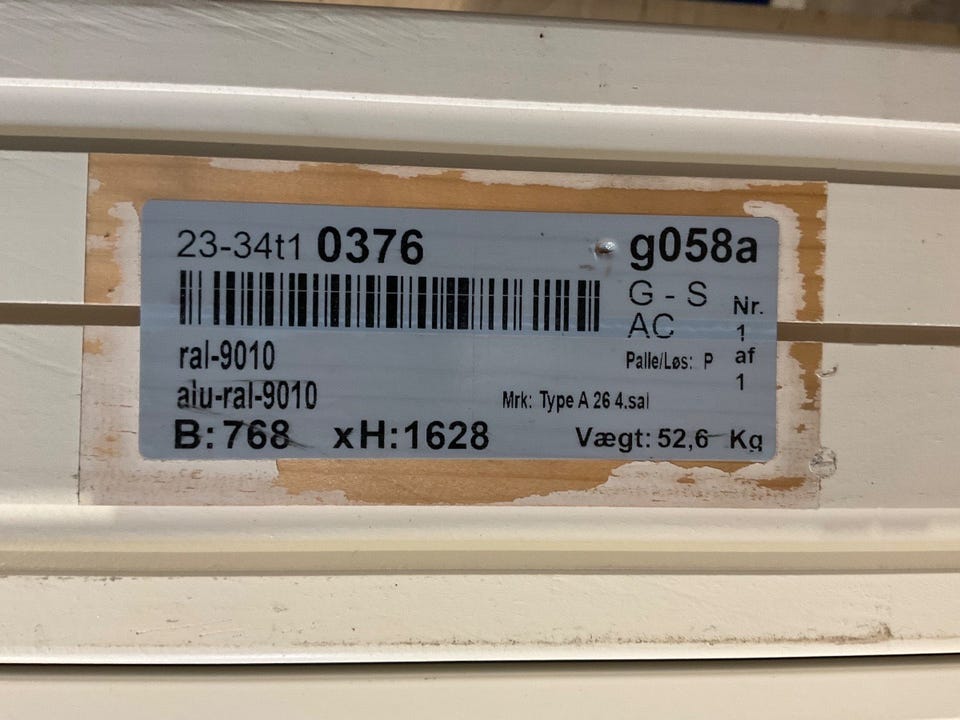 23-34t1 0376 g058a
G - S
AC
Nr.
1
af
1
ral-9010
Palle/Løs: P
alu-ral-9010
Mrk: Type A 26 4.sal
B: 768 xH:1628 Vægt: 52,6 Kg